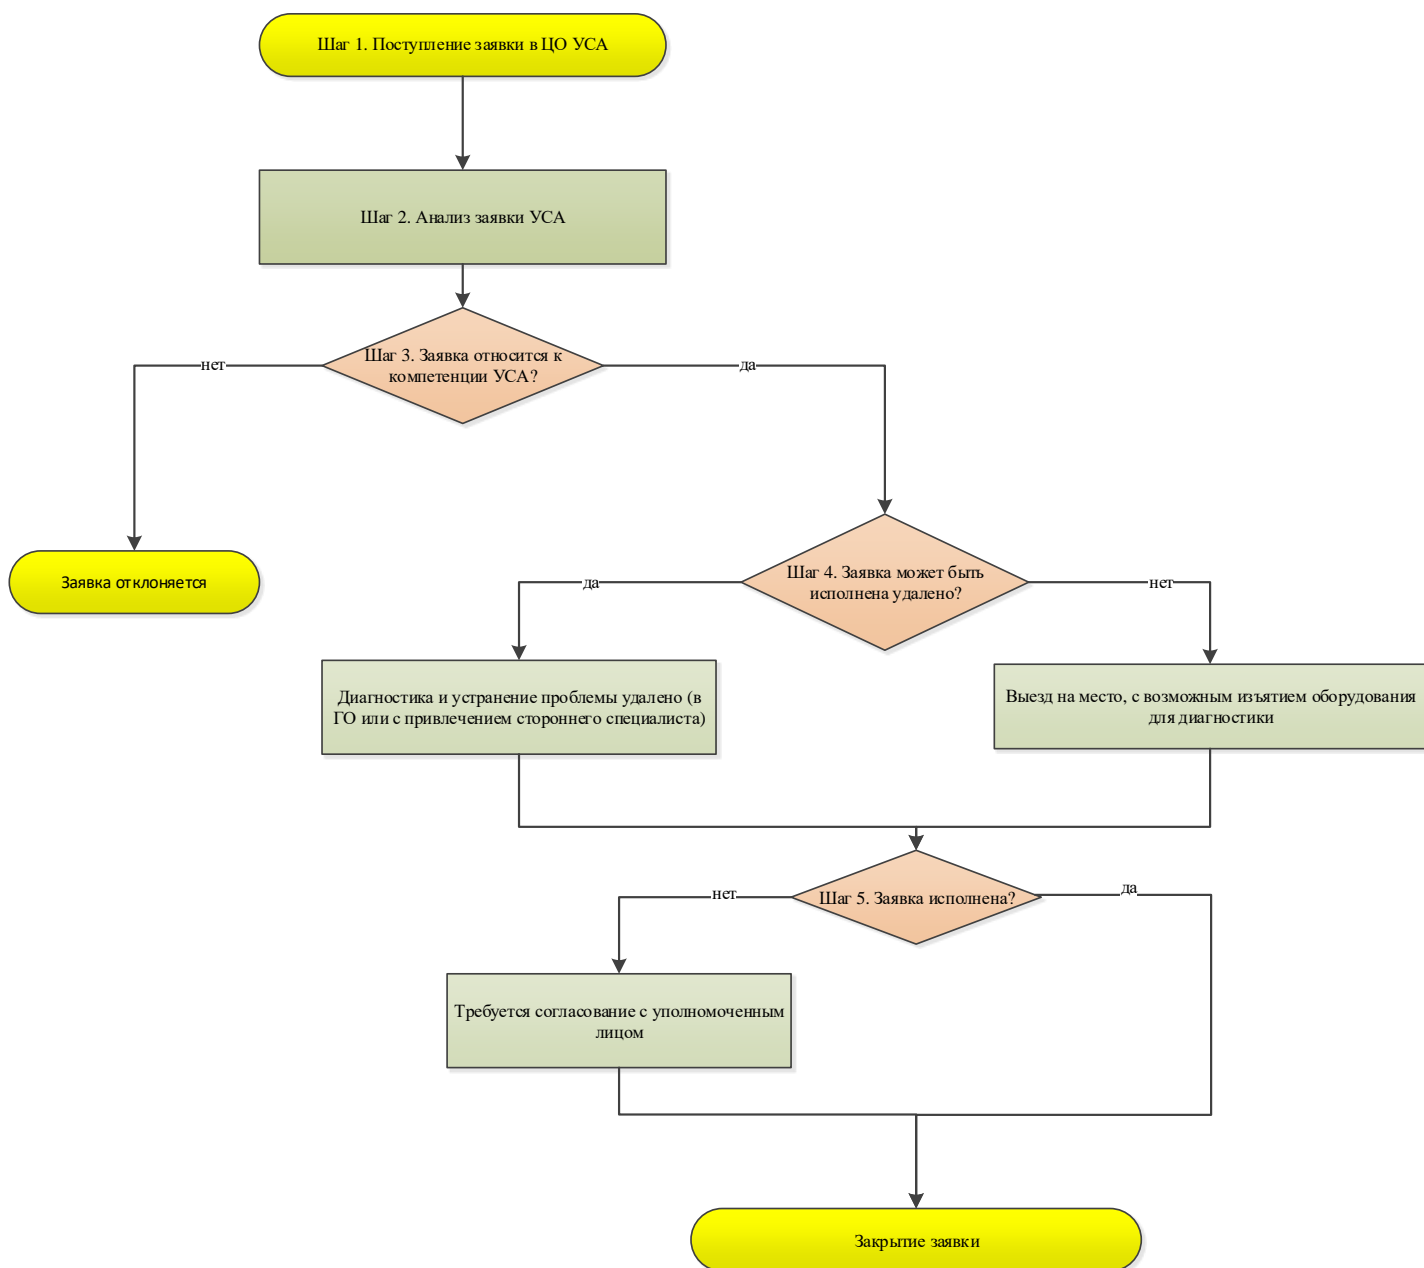 Шаг 1. Поступление заявки в ЦО УСА
Шаг 2. Анализ заявки УСА
Шаг 3. Заявка относится к
компетенции УСА?
нет
да
Заявка отклоняется
Шаг 4. Заявка может быть
исполнена удалено?
да
нет
Диагностика и устранение проблемы удалено (в
ГО или с привлечением стороннего специалиста)
Выезд на место, с возможным изъятием оборудования
для диагностики
Шаг 5. Заявка исполнена?
нет
да
Требуется согласование с уполномоченным
лицом
Закрытие заявки